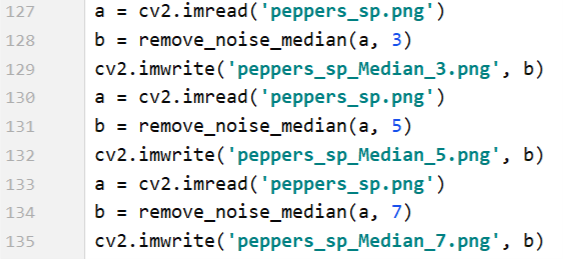 127 a = cv2.imread('peppers_sp.png')
128 b = remove_noise_median(a, 3)
129 cv2.imwrite('peppers_sp_Median_3.png', b)
130 a = cv2.imread('peppers_sp.png')
131 b = remove_noise_median(a, 5)
132 cv2.imwrite('peppers_sp_Median_5.png', b)
133 a = cv2.imread('peppers_sp.png')
134 b = remove_noise_median(a, 7)
135 cv2.imwrite('peppers_sp_Median_7.png', b)